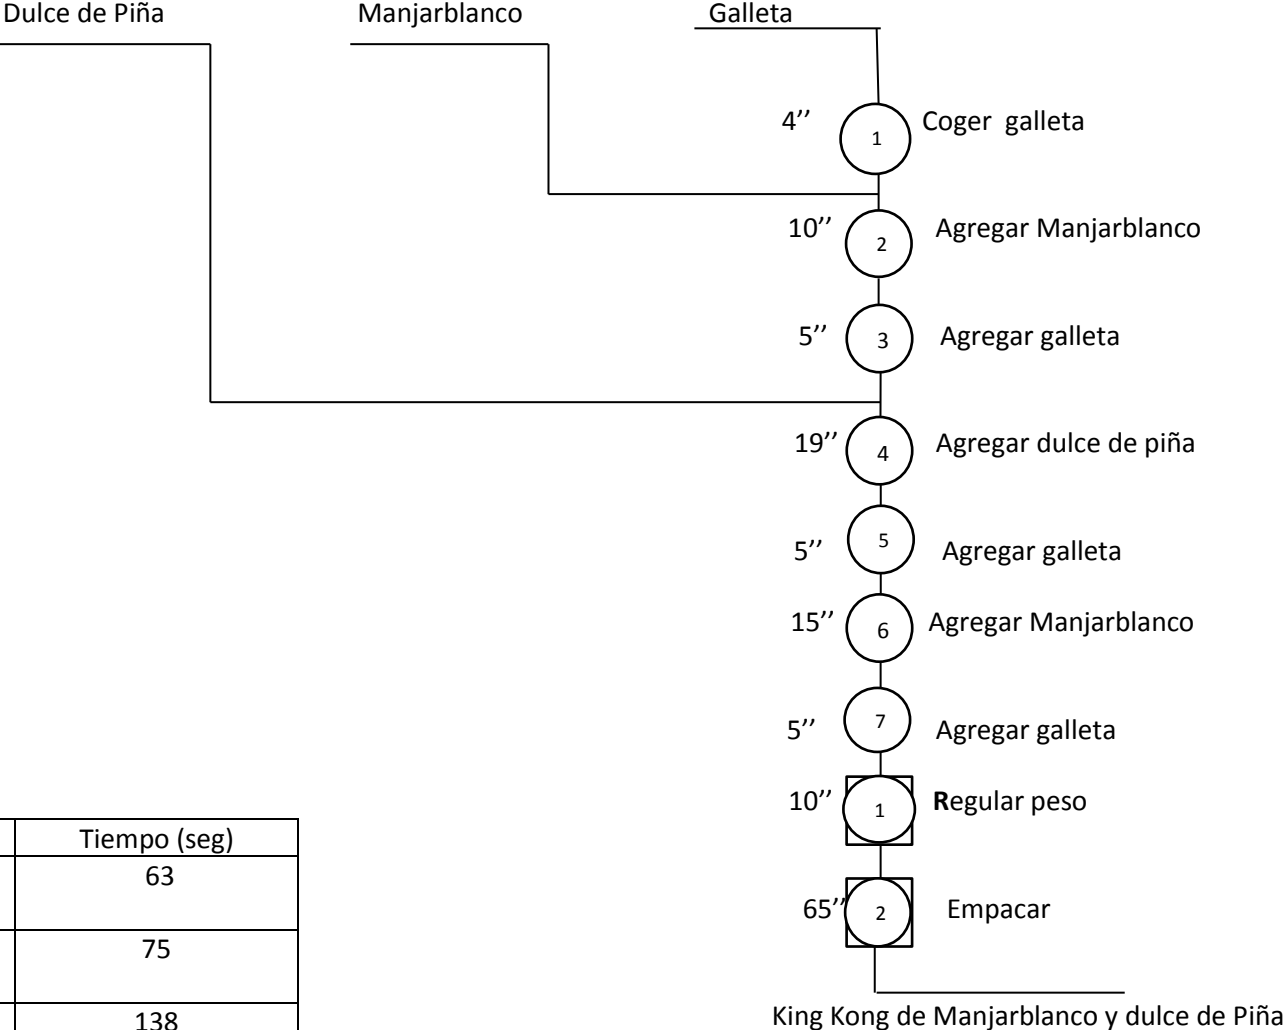 Dulce de Piña
Manjarblanco
Galleta
4’’ 1 Coger galleta
10’’ 2 Agregar Manjarblanco
5’’ 3 Agregar galleta
19’’ 4 Agregar dulce de piña
5’’ 5 Agregar galleta
15’’ 6 Agregar Manjarblanco
5’’ 7 Agregar galleta
10’’ 1 Regular peso
65’’ 2 Empacar
King Kong de Manjarblanco y dulce de Piña
Tiempo (seg)
63
75
138